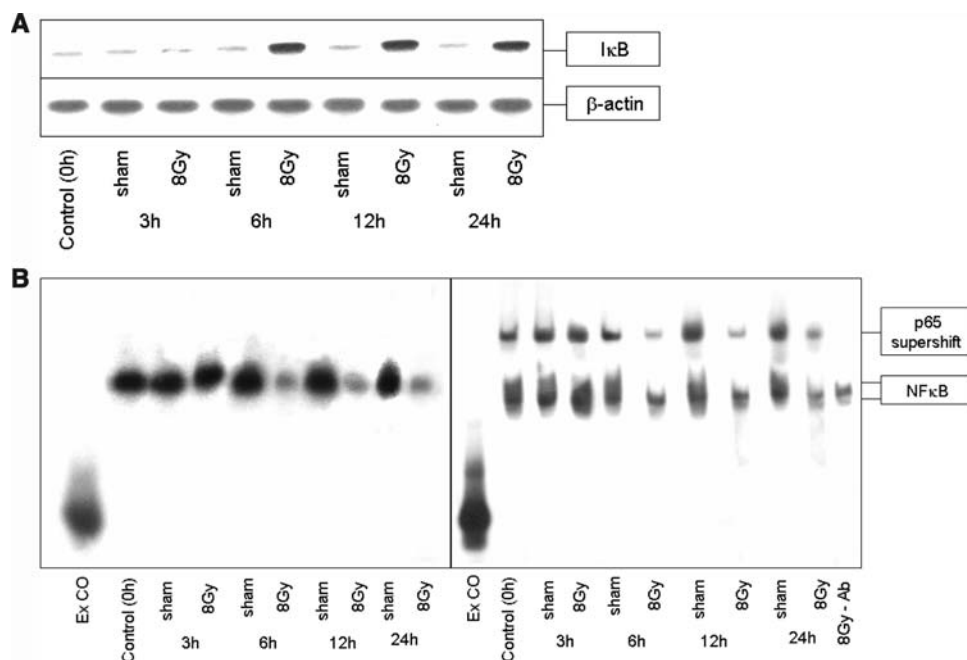 A
IκB
β-actin
Control (0h)
sham
8Gy
sham
8Gy
sham
8Gy
sham
8Gy
3h
6h
12h
24h
B
p65
supershift
NFκB
Ex CO
Control (0h)
sham
8Gy
sham
8Gy
sham
8Gy
sham
8Gy
3h
6h
12h
24h
Ex CO
Control (0h)
sham
8Gy
sham
8Gy
sham
8Gy
sham
8Gy
8Gy - Ab
3h
6h
12h
24h